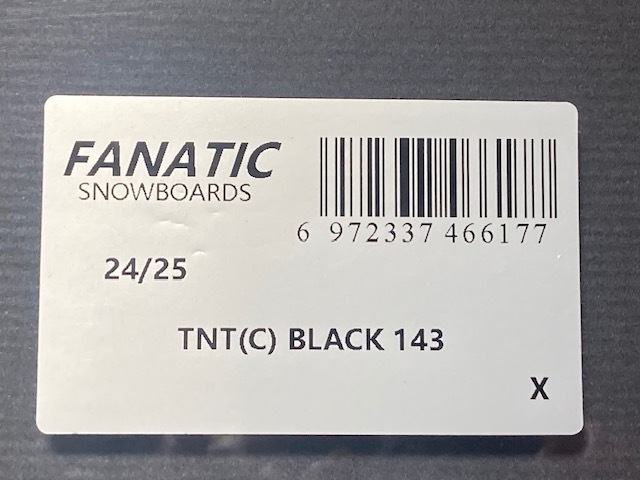 FANATIC
SNOWBOARDS
6 972337 466177
24/25
TNT(C) BLACK 143
X